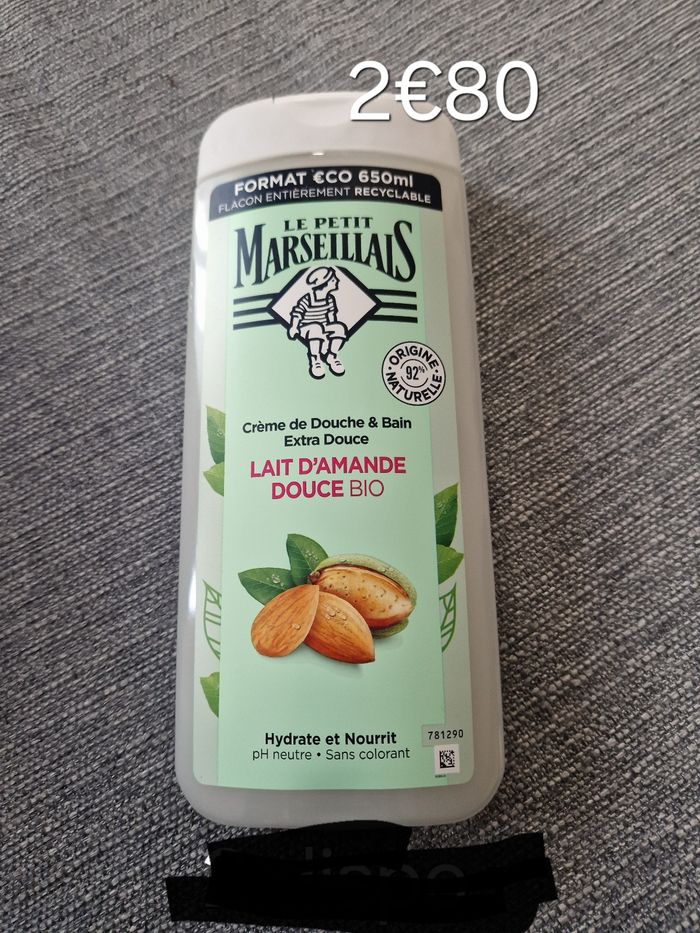 2€80
FORMAT €CO 650ml
FLACON ENTIÈREMENT RECYCLABLE
LE PETIT
MARSEILLAIS
ORIGINE
92%
NATURELLE
Crème de Douche & Bain
Extra Douce
LAIT D'AMANDE
DOUCE BIO
Hydrate et Nourrit
pH neutre • Sans colorant
781290